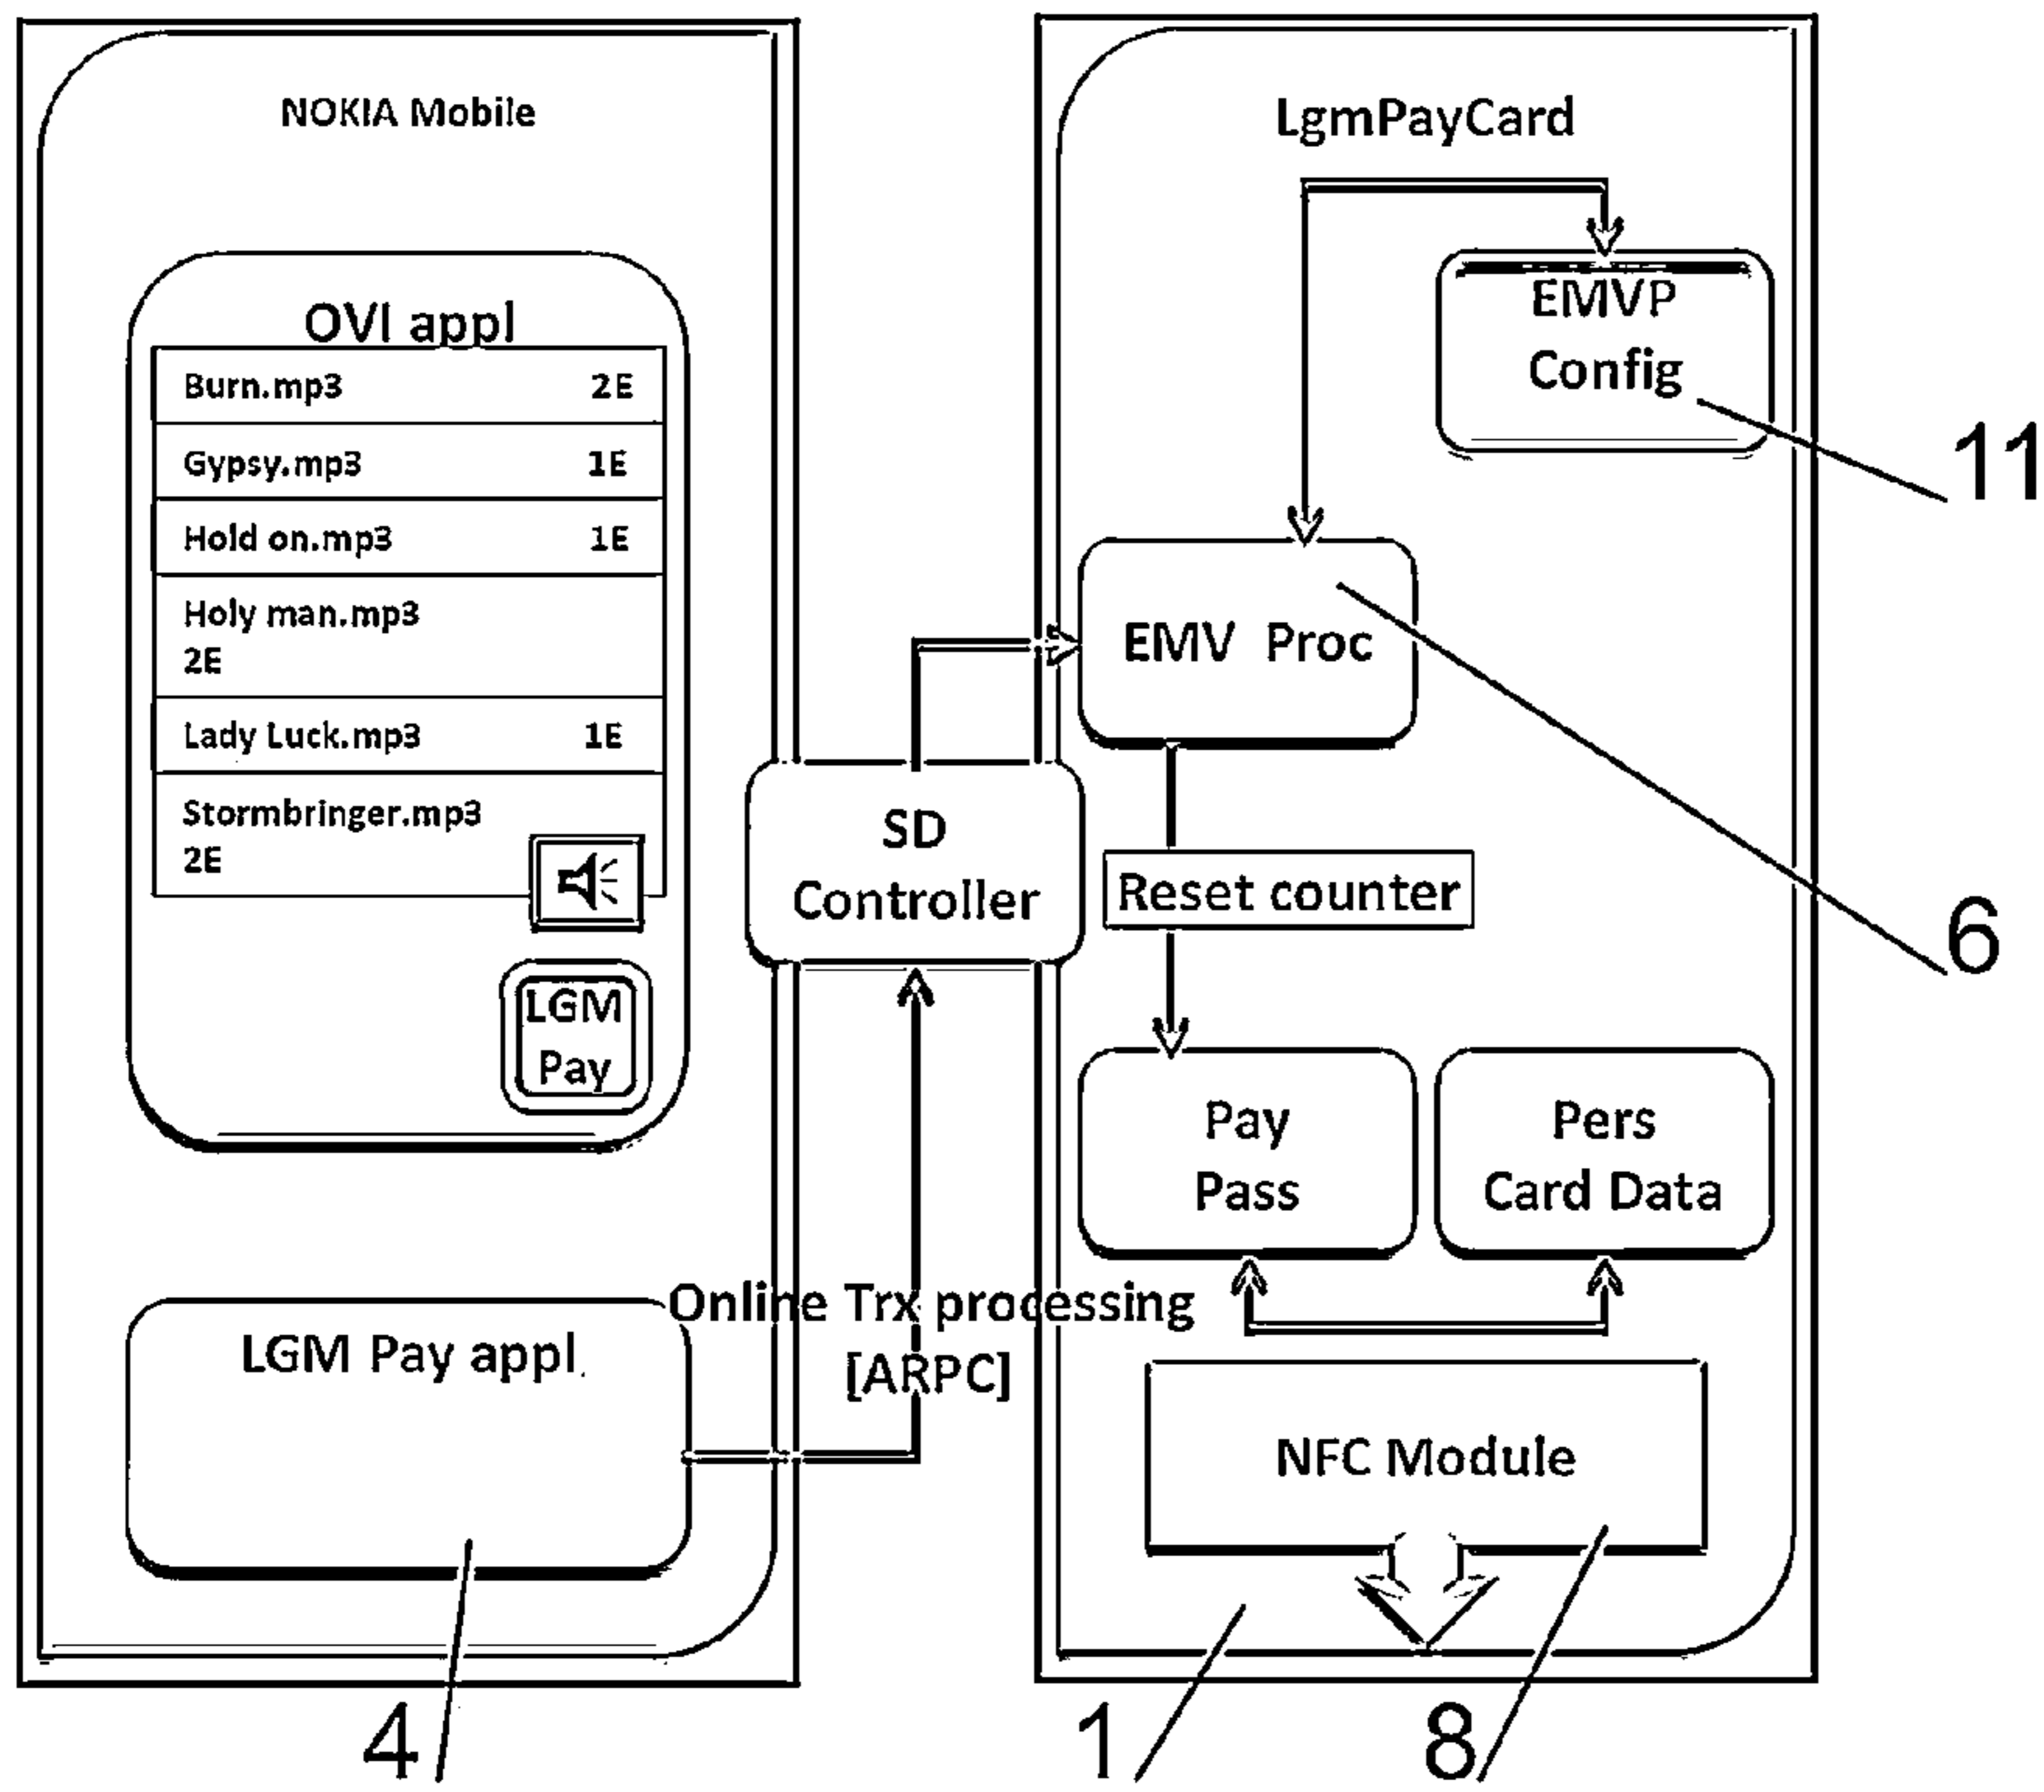 NOKIA Mobile
OVI appl
Burn.mp3 2E
Gypsy.mp3 1E
Hold on.mp3 1E
Holy man.mp3
2E
Lady Luck.mp3 1E
Stormbringer.mp3
2E
LGM
Pay
LGM Pay appl.
4
SD
Controller
Online Trx processing
[ARPC]
LgmPayCard
EMVP
Config
11
EMV Proc
6
Reset counter
Pay
Pass
Pers
Card Data
NFC Module
1
8